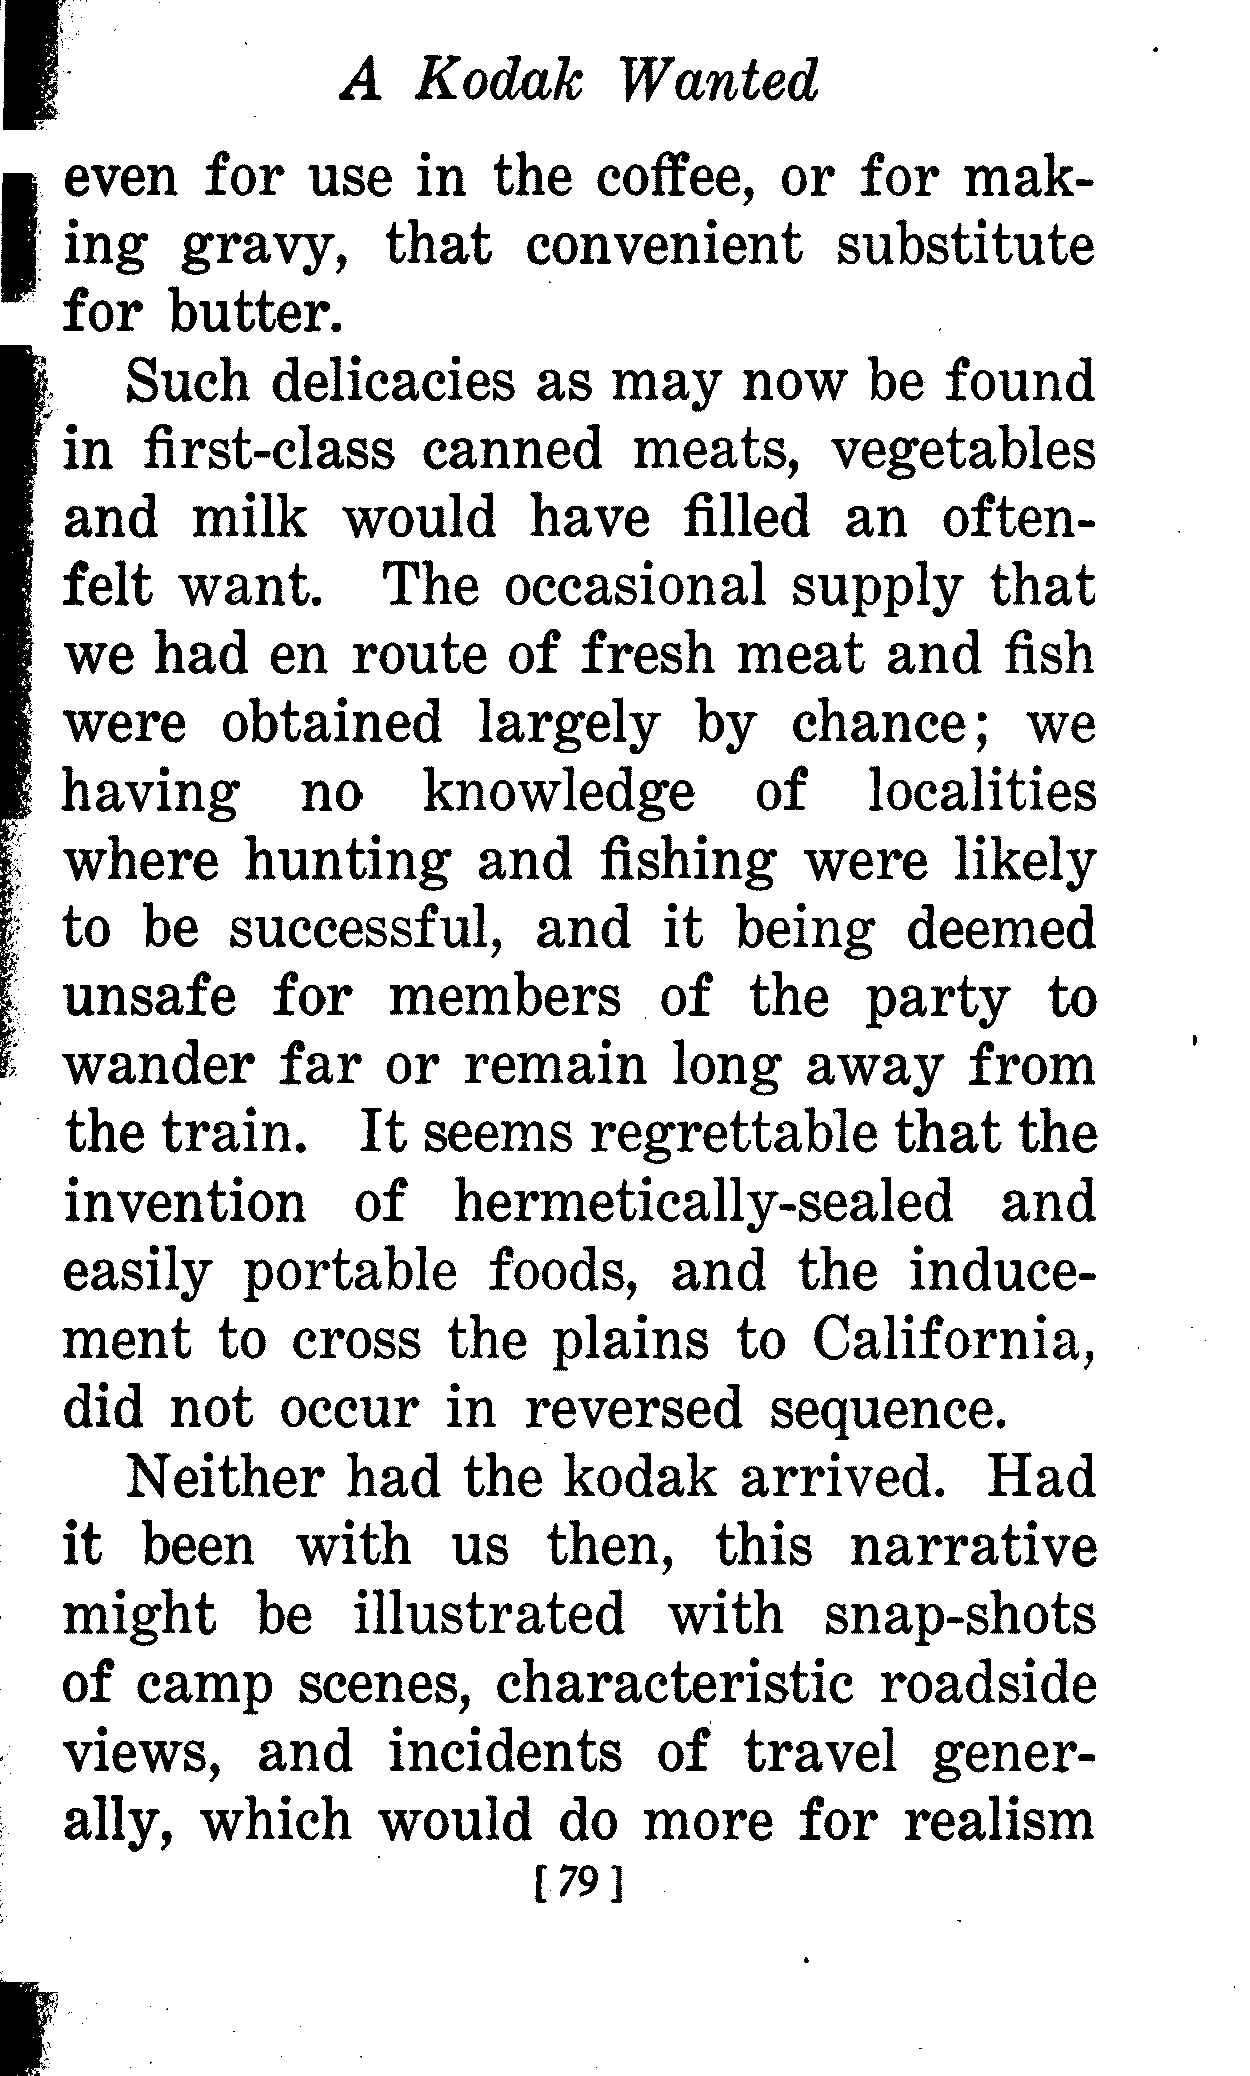 A Kodak Wanted
even for use in the coffee, or for mak-
ing gravy, that convenient substitute
for butter.
Such delicacies as may now be found
in first-class canned meats, vegetables
and milk would have filled an often-
felt want. The occasional supply that
we had en route of fresh meat and fish
were obtained largely by chance; we
having no knowledge of localities
where hunting and fishing were likely
to be successful, and it being deemed
unsafe for members of the party to
wander far or remain long away from
the train. It seems regrettable that the
invention of hermetically-sealed and
easily portable foods, and the induce-
ment to cross the plains to California,
did not occur in reversed sequence.
Neither had the kodak arrived. Had
it been with us then, this narrative
might be illustrated with snap-shots
of camp scenes, characteristic roadside
views, and incidents of travel gener-
ally, which would do more for realism
[79]